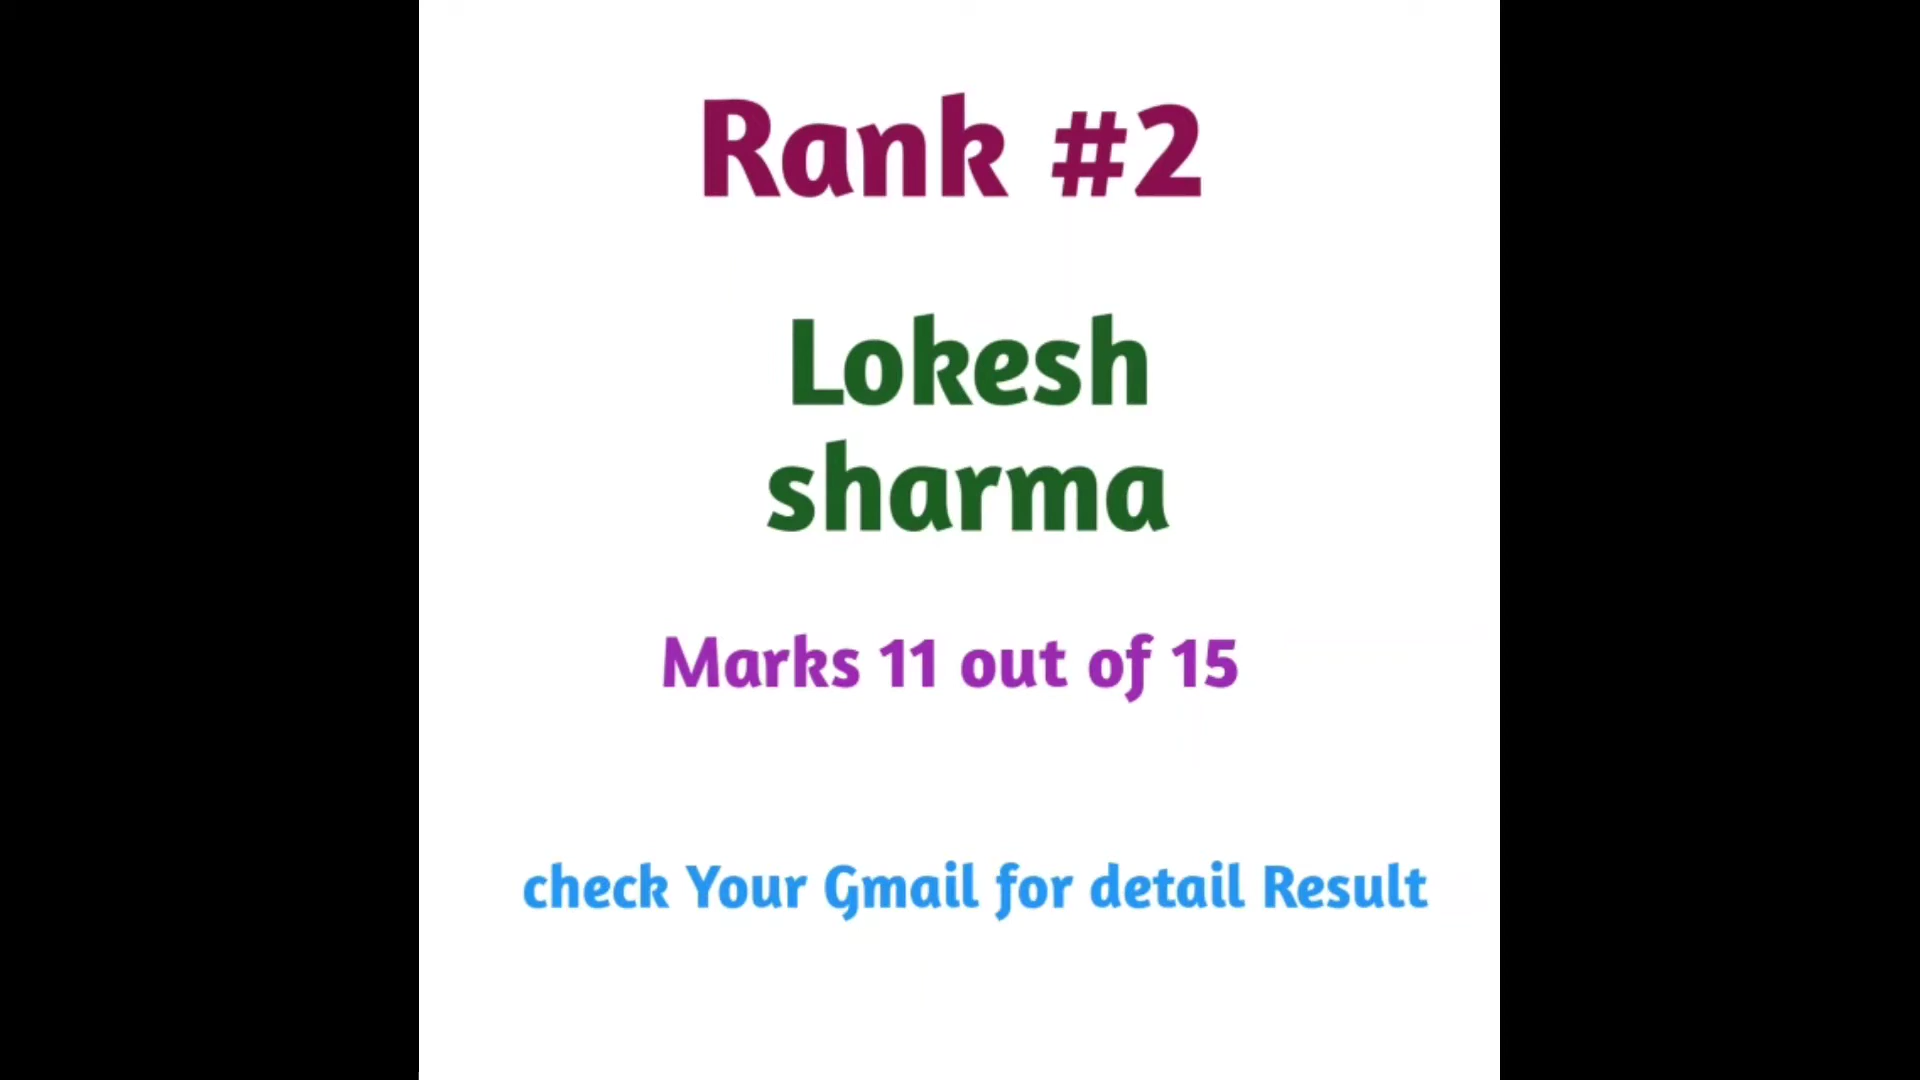 Rank #2
Lokesh
sharma
Marks 11 out of 15
check Your Gmail for detail Result